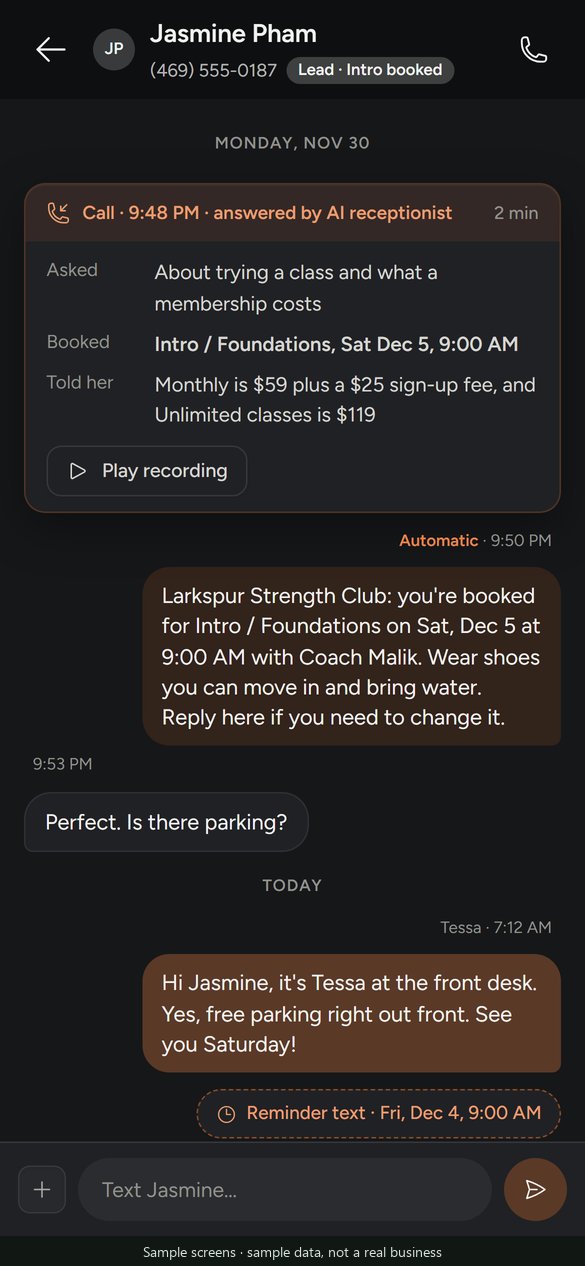 JP
Jasmine Pham
(469) 555-0187
Lead · Intro booked
MONDAY, NOV 30
Call · 9:48 PM · answered by AI receptionist
2 min
Asked
About trying a class and what a
membership costs
Booked
Intro / Foundations, Sat Dec 5, 9:00 AM
Told her
Monthly is $59 plus a $25 sign-up fee, and
Unlimited classes is $119
Play recording
Automatic · 9:50 PM
Larkspur Strength Club: you're booked
for Intro / Foundations on Sat, Dec 5 at
9:00 AM with Coach Malik. Wear shoes
you can move in and bring water.
Reply here if you need to change it.
9:53 PM
Perfect. Is there parking?
TODAY
Tessa · 7:12 AM
Hi Jasmine, it's Tessa at the front desk.
Yes, free parking right out front. See
you Saturday!
Reminder text · Fri, Dec 4, 9:00 AM
Text Jasmine...
Sample screens · sample data, not a real business